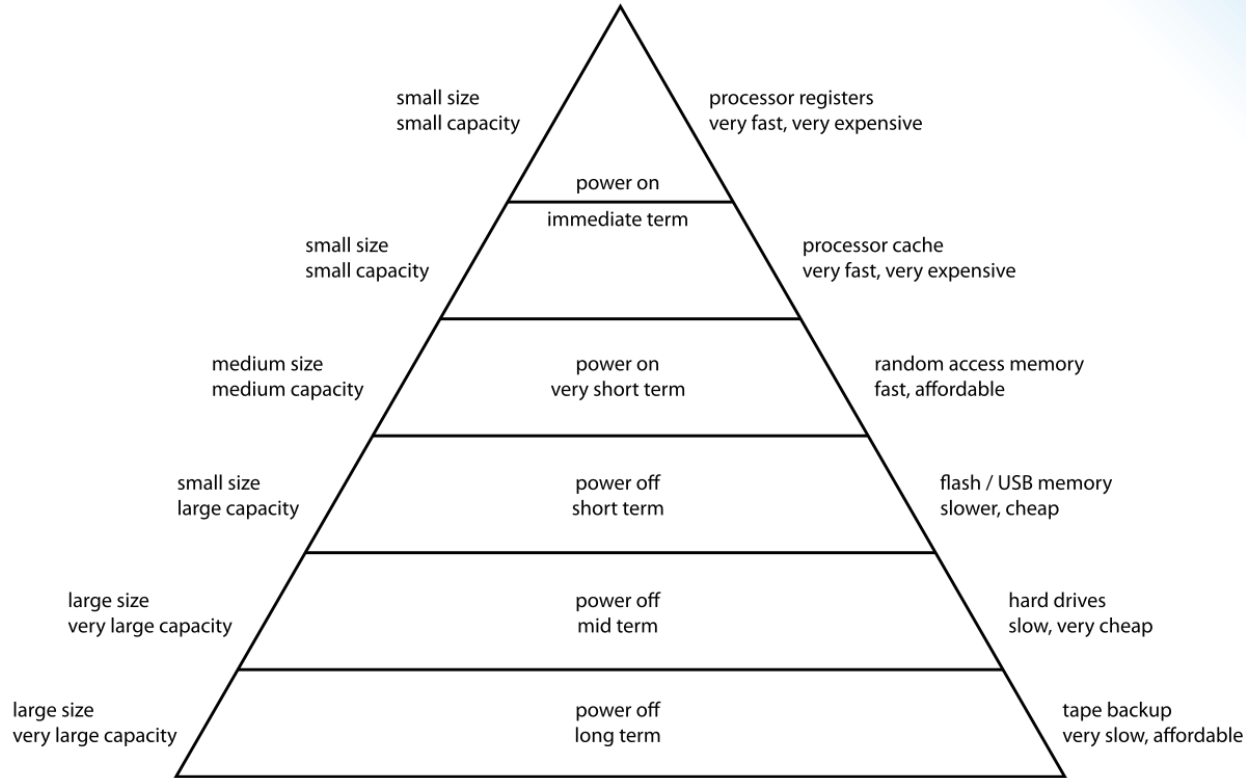 small size
small capacity
processor registers
very fast, very expensive
power on
immediate term
small size
small capacity
processor cache
very fast, very expensive
medium size
medium capacity
power on
very short term
random access memory
fast, affordable
small size
large capacity
power off
short term
flash / USB memory
slower, cheap
large size
very large capacity
power off
mid term
hard drives
slow, very cheap
large size
very large capacity
power off
long term
tape backup
very slow, affordable